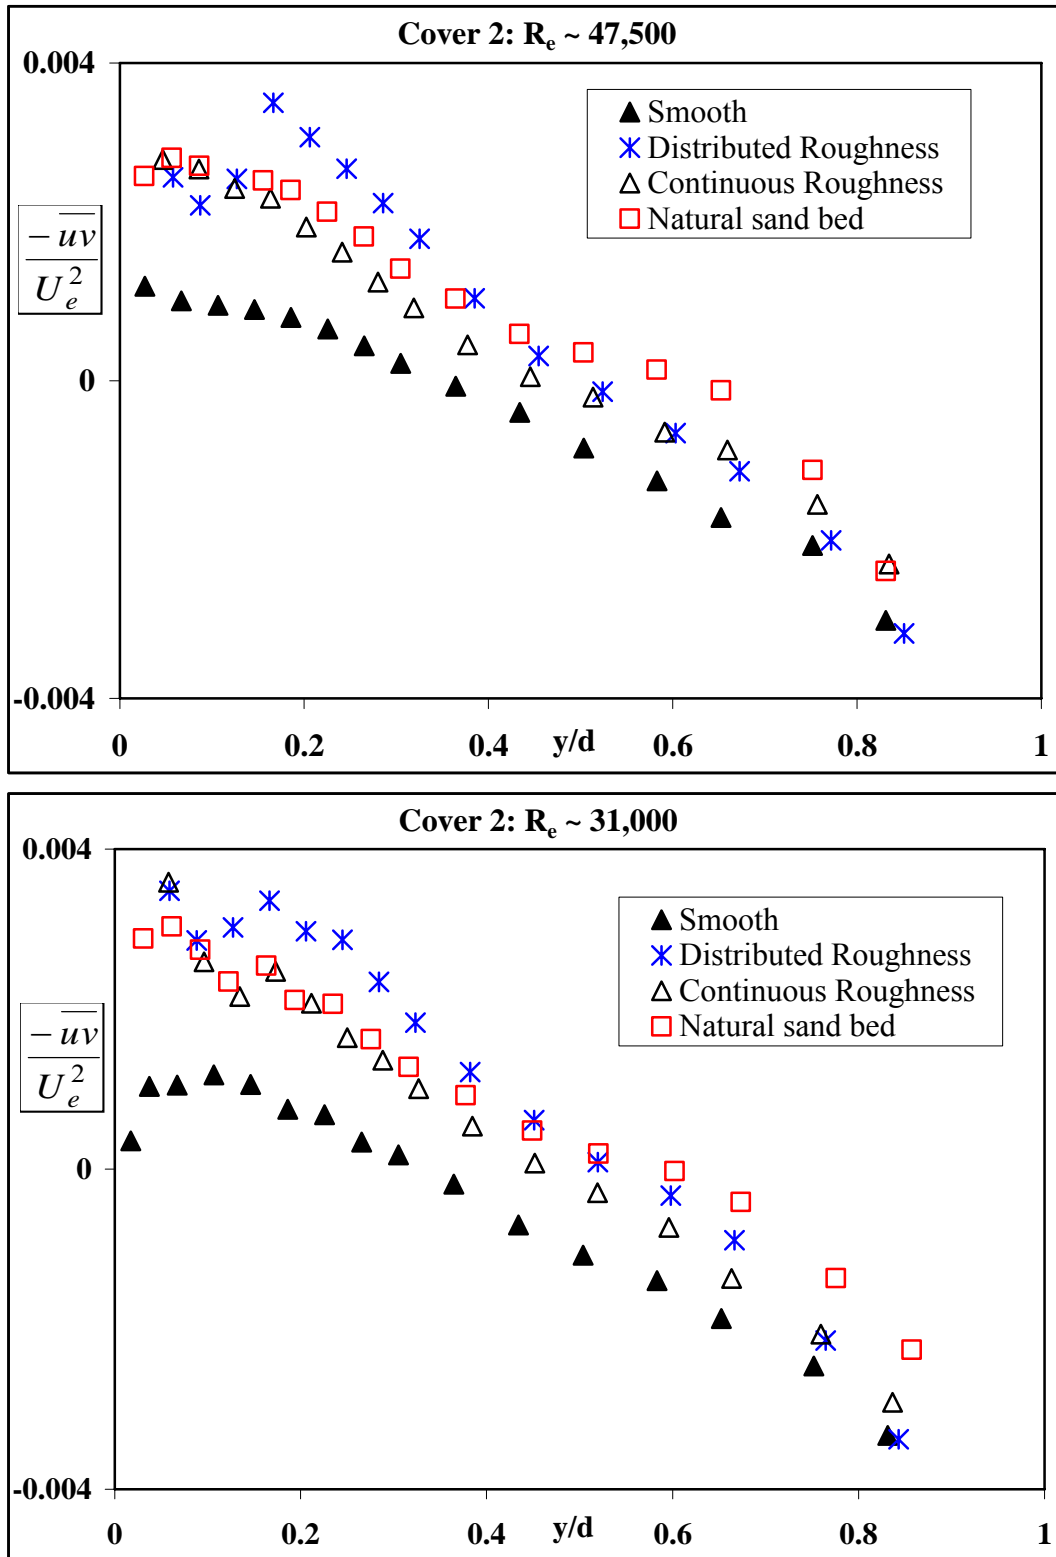 Cover 2: Rₑ ~ 47,500
0.004
Smooth
Distributed Roughness
Continuous Roughness
Natural sand bed
−u̅v̅
Uₑ²
0
-0.004
0 0.2 0.4 y/d 0.6 0.8 1
Cover 2: Rₑ ~ 31,000
0.004
Smooth
Distributed Roughness
Continuous Roughness
Natural sand bed
−u̅v̅
Uₑ²
0
-0.004
0 0.2 0.4 y/d 0.6 0.8 1